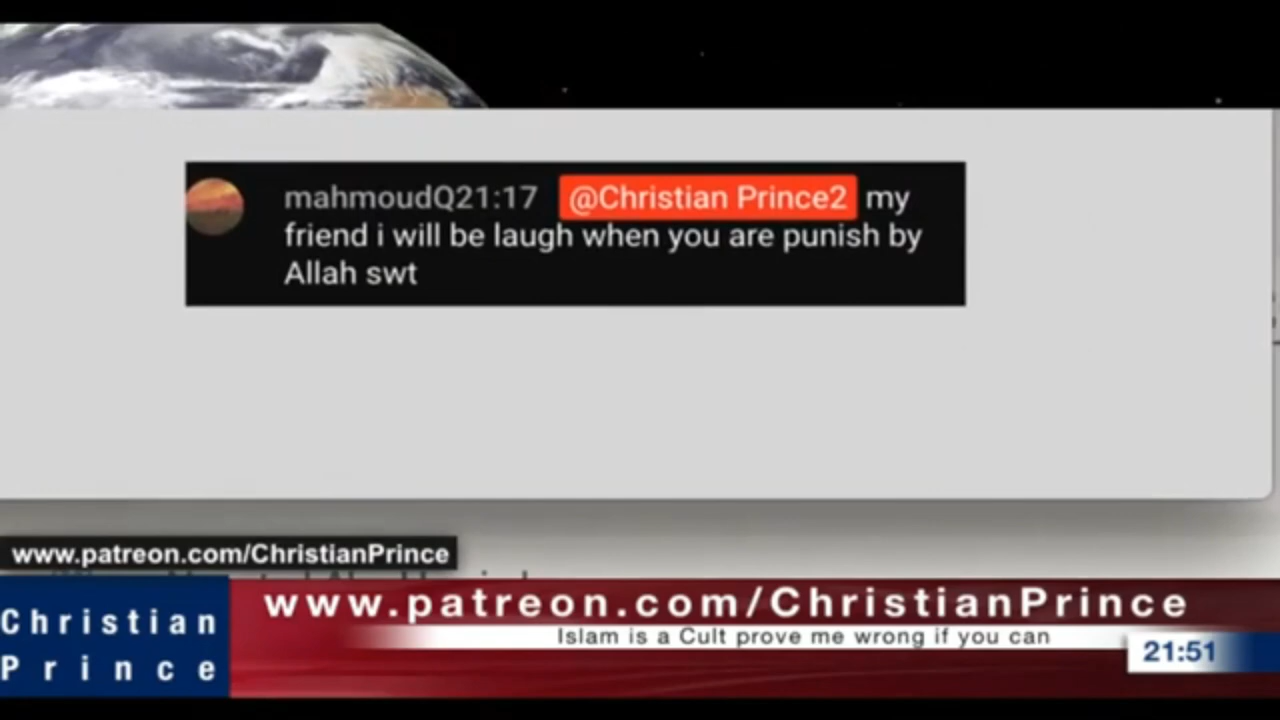 mahmoudQ21:17 @Christian Prince2 my
friend i will be laugh when you are punish by
Allah swt
www.patreon.com/ChristianPrince
Christian
Prince
www.patreon.com/ChristianPrince
Islam is a Cult prove me wrong if you can
21:51